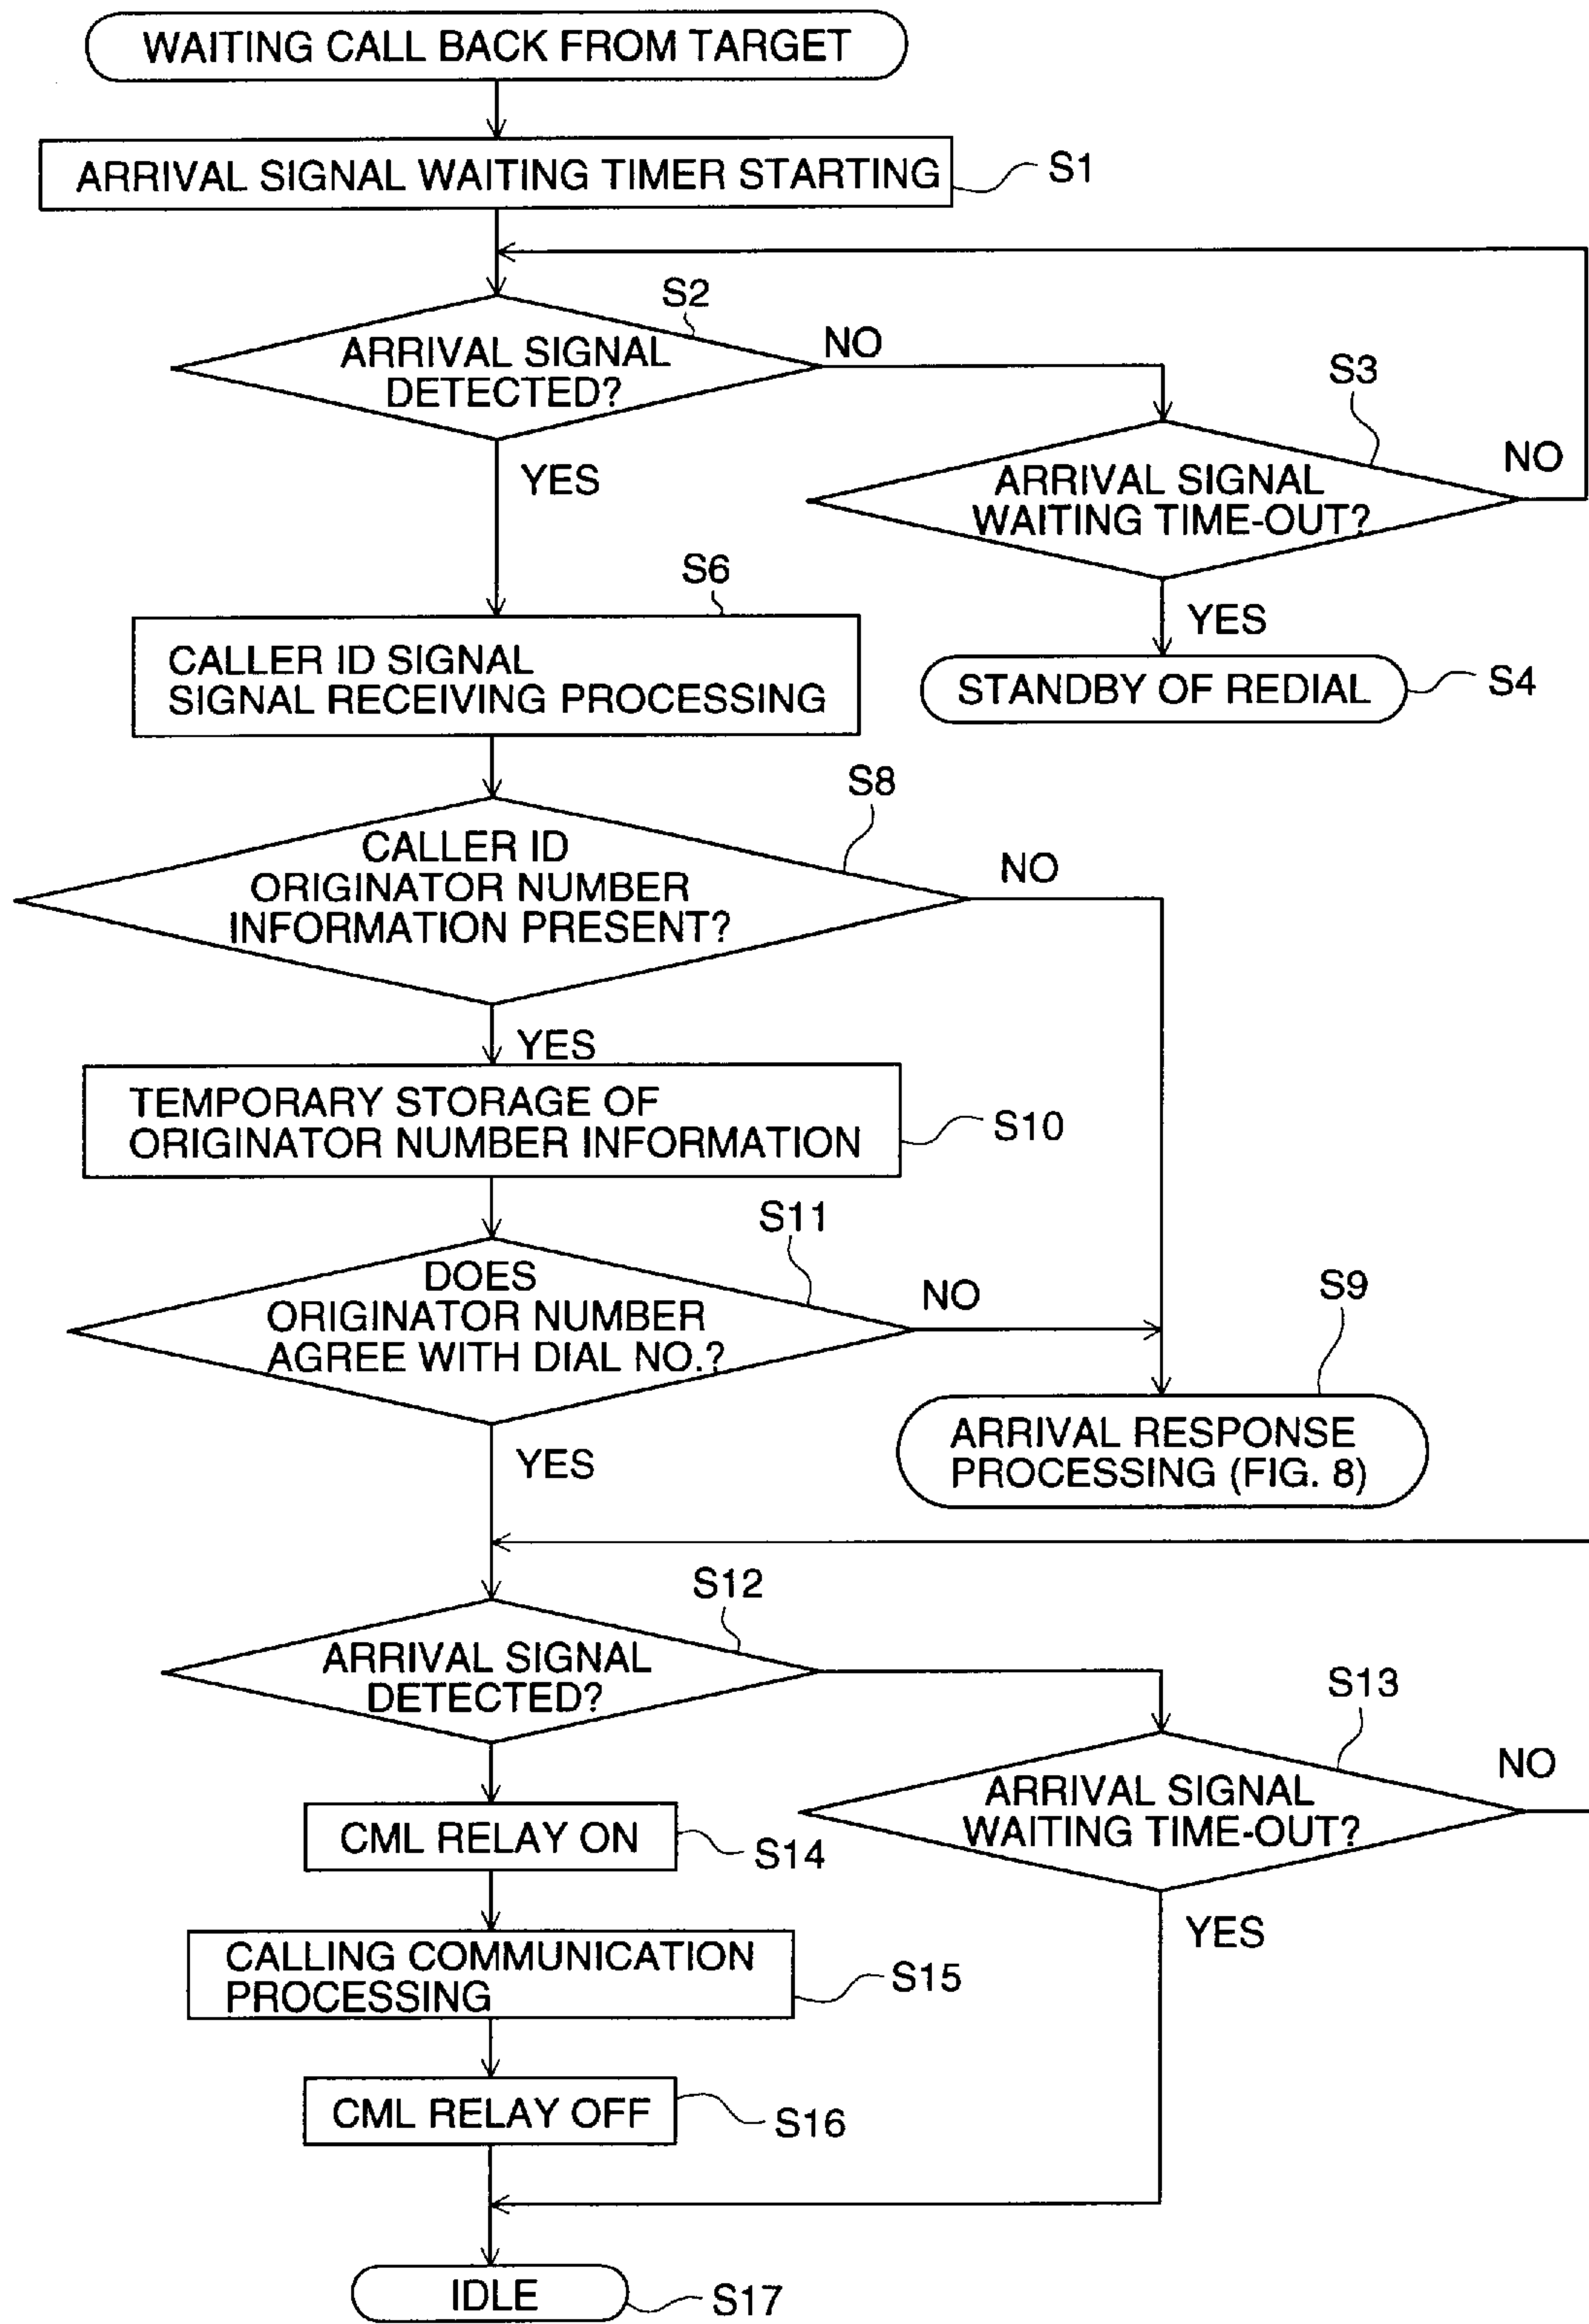 WAITING CALL BACK FROM TARGET
ARRIVAL SIGNAL WAITING TIMER STARTING
S1
S2
ARRIVAL SIGNAL
DETECTED?
NO
YES
S3
ARRIVAL SIGNAL
WAITING TIME-OUT?
NO
YES
STANDBY OF REDIAL
S4
S6
CALLER ID SIGNAL
SIGNAL RECEIVING PROCESSING
S8
CALLER ID
ORIGINATOR NUMBER
INFORMATION PRESENT?
NO
YES
TEMPORARY STORAGE OF
ORIGINATOR NUMBER INFORMATION
S10
S11
DOES
ORIGINATOR NUMBER
AGREE WITH DIAL NO.?
NO
YES
S9
ARRIVAL RESPONSE
PROCESSING (FIG. 8)
S12
ARRIVAL SIGNAL
DETECTED?
S13
ARRIVAL SIGNAL
WAITING TIME-OUT?
NO
YES
CML RELAY ON
S14
CALLING COMMUNICATION
PROCESSING
S15
CML RELAY OFF
S16
IDLE
S17